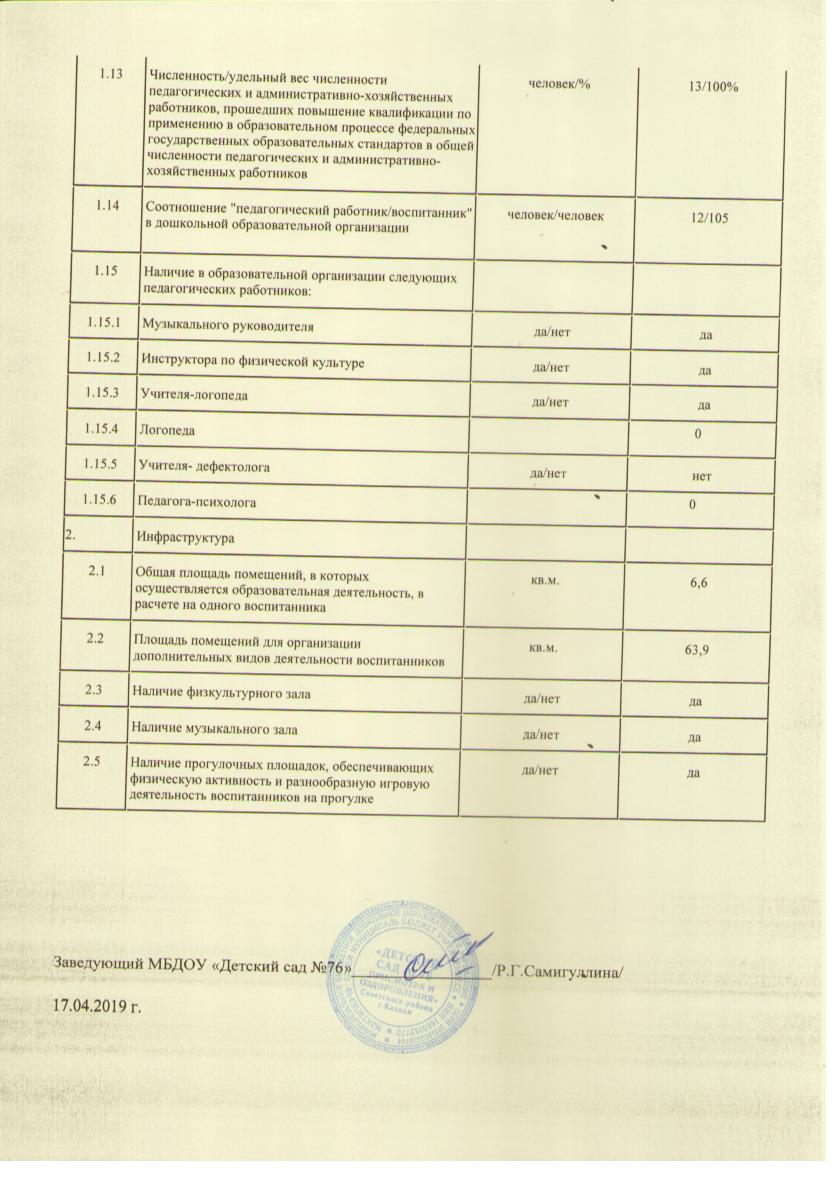 1.13 Численность/удельный вес численности человек/% 13/100%
педагогических и административно-хозяйственных
работников, прошедших повышение квалификации по
применению в образовательном процессе федеральных
государственных образовательных стандартов в общей
численности педагогических и административно-
хозяйственных работников
1.14 Соотношение "педагогический работник/воспитанник" человек/человек 12/105
в дошкольной образовательной организации
1.15 Наличие в образовательной организации следующих
педагогических работников:
1.15.1 Музыкального руководителя да/нет да
1.15.2 Инструктора по физической культуре да/нет да
1.15.3 Учителя-логопеда да/нет да
1.15.4 Логопеда 0
1.15.5 Учителя- дефектолога да/нет нет
1.15.6 Педагога-психолога 0
2. Инфраструктура
2.1 Общая площадь помещений, в которых кв.м. 6,6
осуществляется образовательная деятельность, в
расчете на одного воспитанника
2.2 Площадь помещений для организации кв.м. 63,9
дополнительных видов деятельности воспитанников
2.3 Наличие физкультурного зала да/нет да
2.4 Наличие музыкального зала да/нет да
2.5 Наличие прогулочных площадок, обеспечивающих да/нет да
физическую активность и разнообразную игровую
деятельность воспитанников на прогулке
Заведующий МБДОУ «Детский сад №76»_________________/Р.Г.Самигуллина/
17.04.2019 г.
«ДЕТСКИЙ
САД
ПРИСМОТРА И
ОЗДОРОВЛЕНИЯ»
Советского района
г.Казани